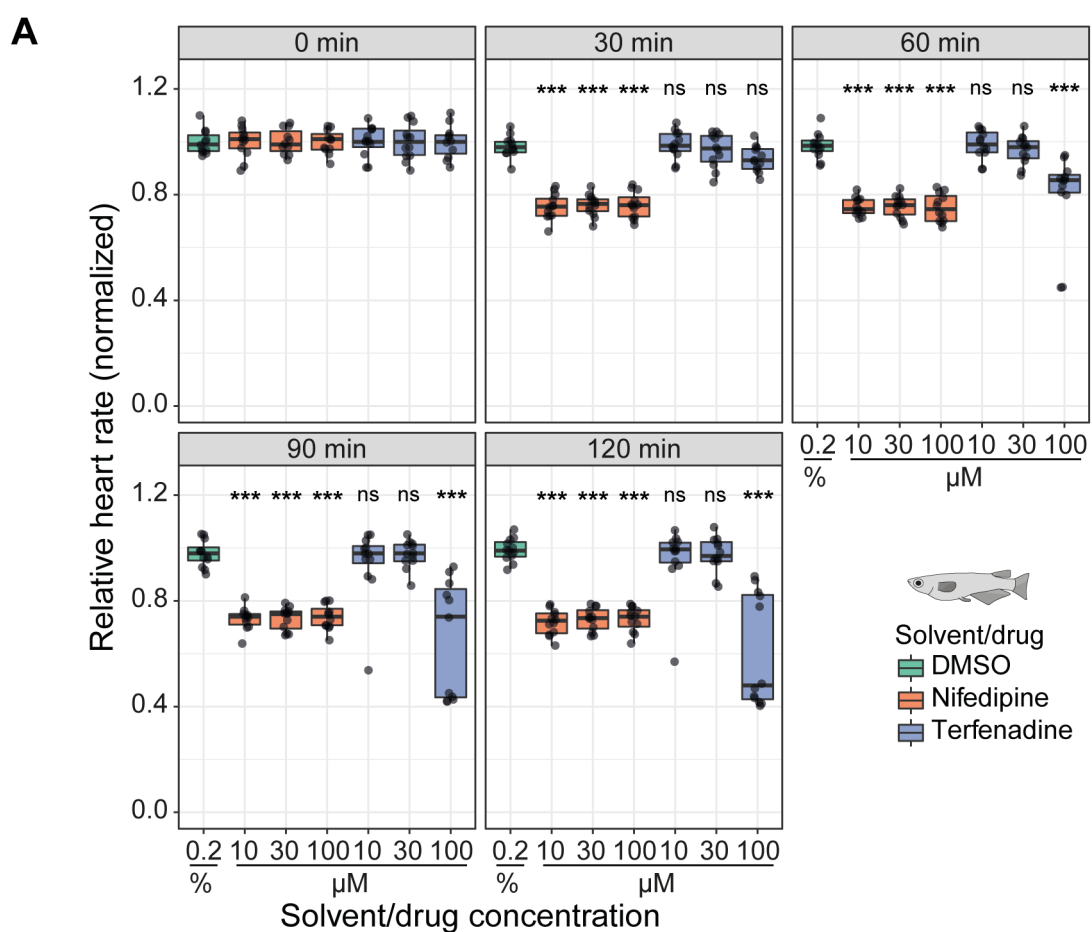 A
0 min
30 min
60 min
1.2
0.8
0.4
0.0
*** *** *** ns ns ns
*** *** *** ns ns ***
0.2 10 30 100 10 30 100
% µM
90 min
120 min
1.2
0.8
0.4
0.0
*** *** *** ns ns ***
*** *** *** ns ns ***
0.2 10 30 100 10 30 100
% µM
0.2 10 30 100 10 30 100
% µM
Relative heart rate (normalized)
Solvent/drug concentration
Solvent/drug
DMSO
Nifedipine
Terfenadine